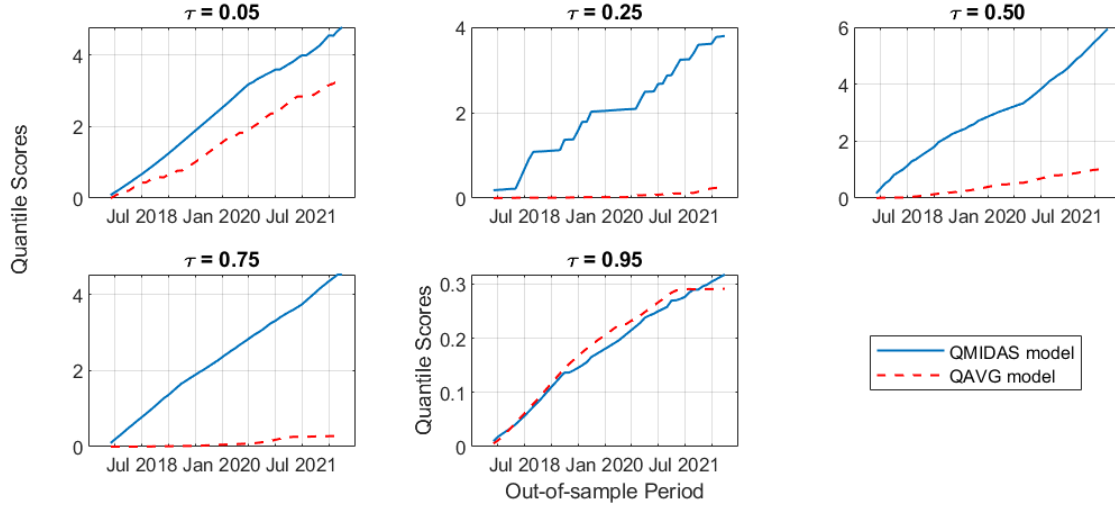 τ = 0.05
4
2
0
Jul 2018 Jan 2020 Jul 2021
τ = 0.25
4
2
0
Jul 2018 Jan 2020 Jul 2021
τ = 0.50
6
4
2
0
Jul 2018 Jan 2020 Jul 2021
Quantile Scores
τ = 0.75
4
2
0
Jul 2018 Jan 2020 Jul 2021
τ = 0.95
Quantile Scores
0.3
0.2
0.1
0
Jul 2018 Jan 2020 Jul 2021
Out-of-sample Period
QMIDAS model
QAVG model